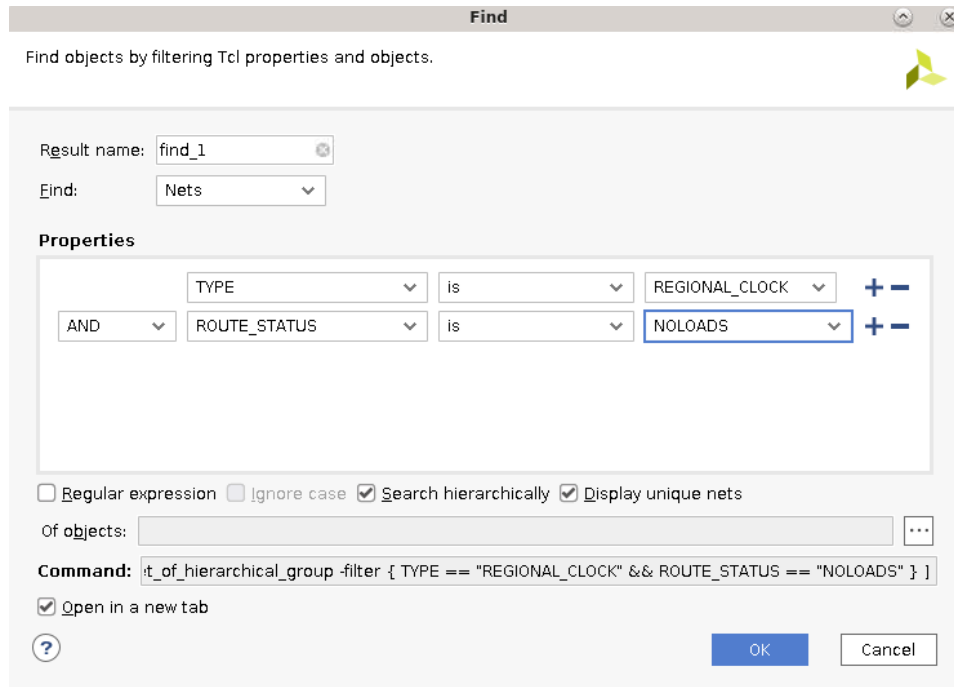 Find
Find objects by filtering Tcl properties and objects.
Result name: find_1
Find: Nets
Properties
TYPE is REGIONAL_CLOCK
AND ROUTE_STATUS is NOLOADS
Regular expression Ignore case Search hierarchically Display unique nets
Of objects: ...
Command: t_of_hierarchical_group -filter { TYPE == "REGIONAL_CLOCK" && ROUTE_STATUS == "NOLOADS" } ]
Open in a new tab
? OK Cancel